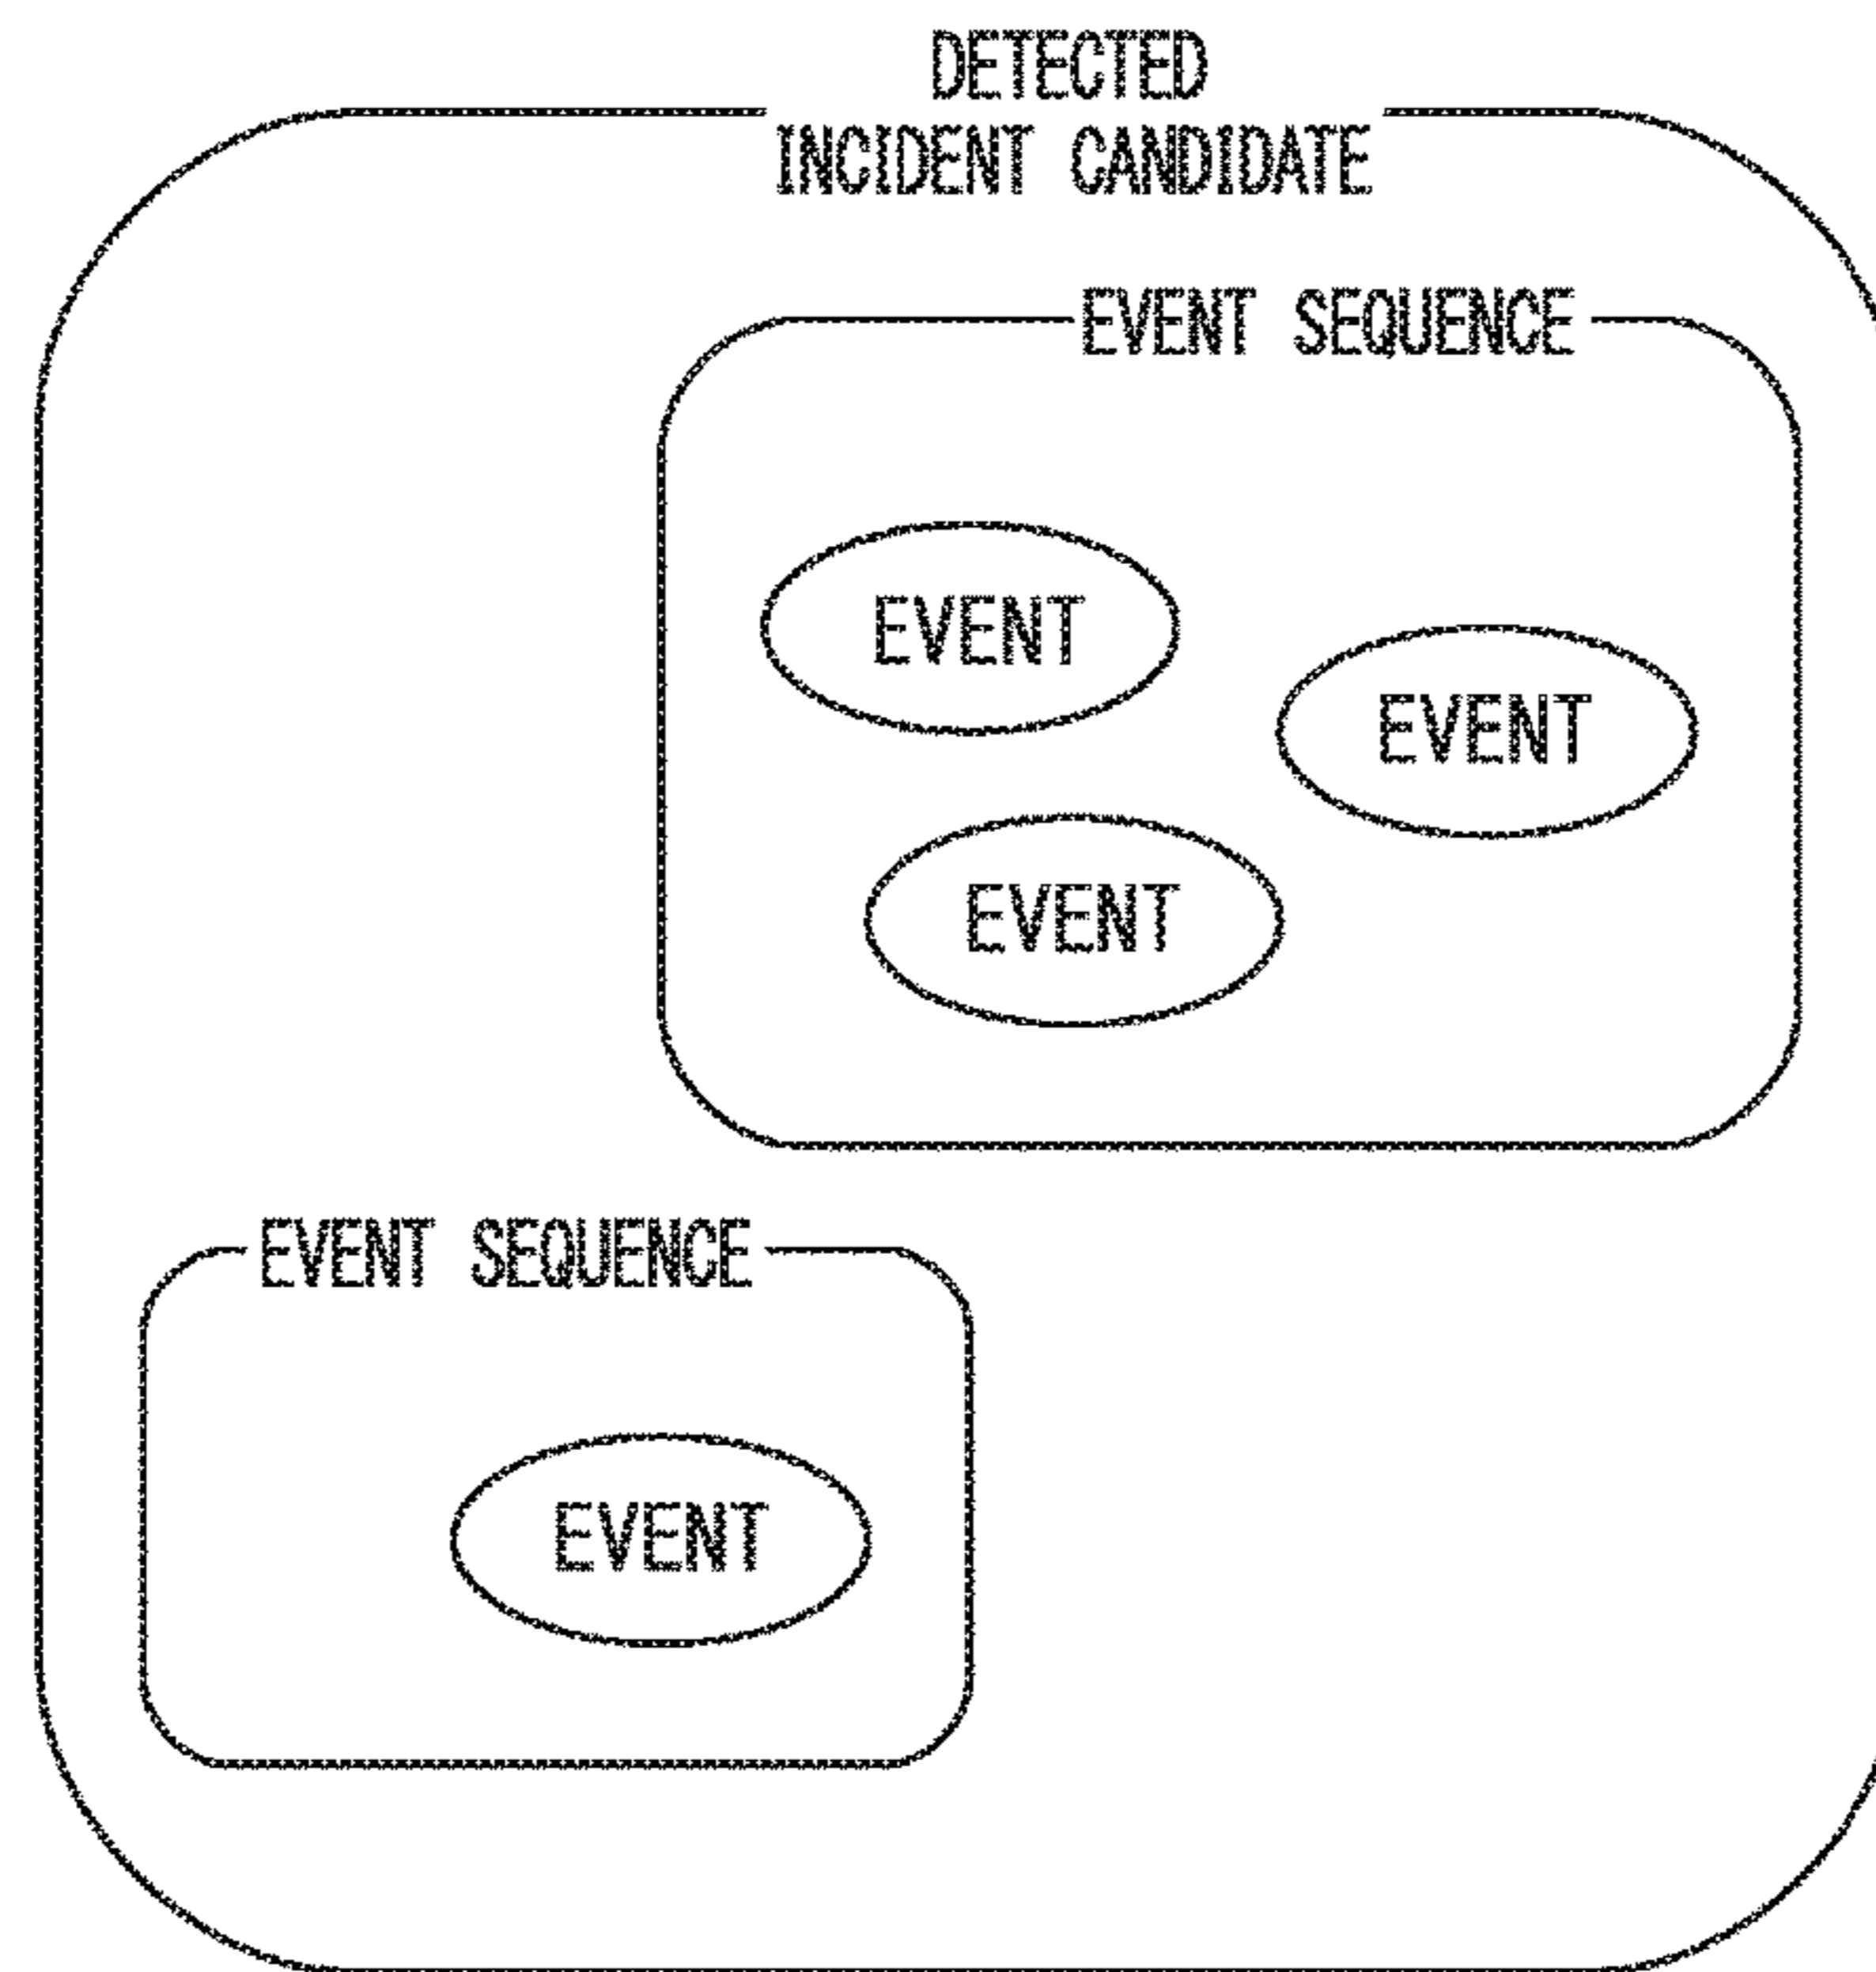 DETECTED
INCIDENT CANDIDATE
EVENT SEQUENCE
EVENT
EVENT
EVENT
EVENT SEQUENCE
EVENT